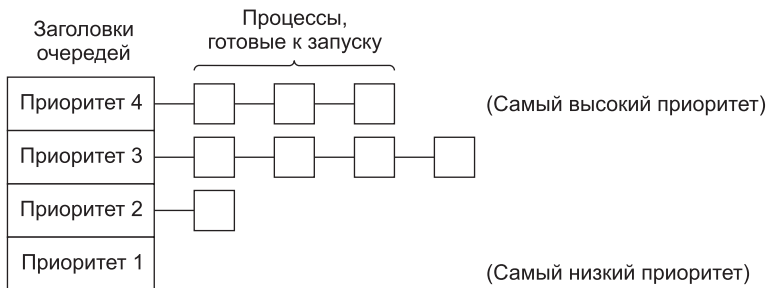 Заголовки
очередей
Процессы,
готовые к запуску
Приоритет 4
(Самый высокий приоритет)
Приоритет 3
Приоритет 2
Приоритет 1
(Самый низкий приоритет)